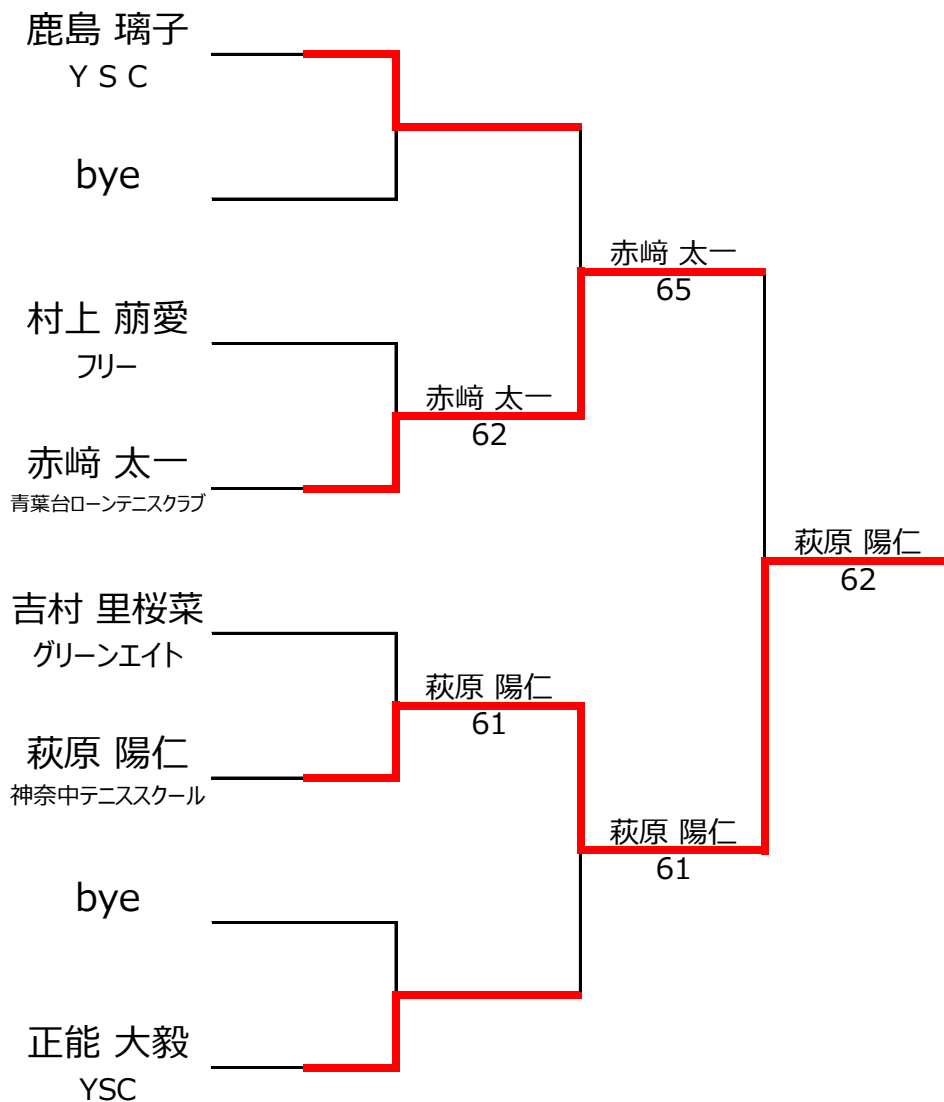 鹿島 璃子
ＹＳＣ
bye
村上 萠愛
フリー
赤﨑 太一
青葉台ローンテニスクラブ
吉村 里桜菜
グリーンエイト
萩原 陽仁
神奈中テニススクール
bye
正能 大毅
YSC
赤﨑 太一
62
萩原 陽仁
61
赤﨑 太一
65
萩原 陽仁
61
萩原 陽仁
62